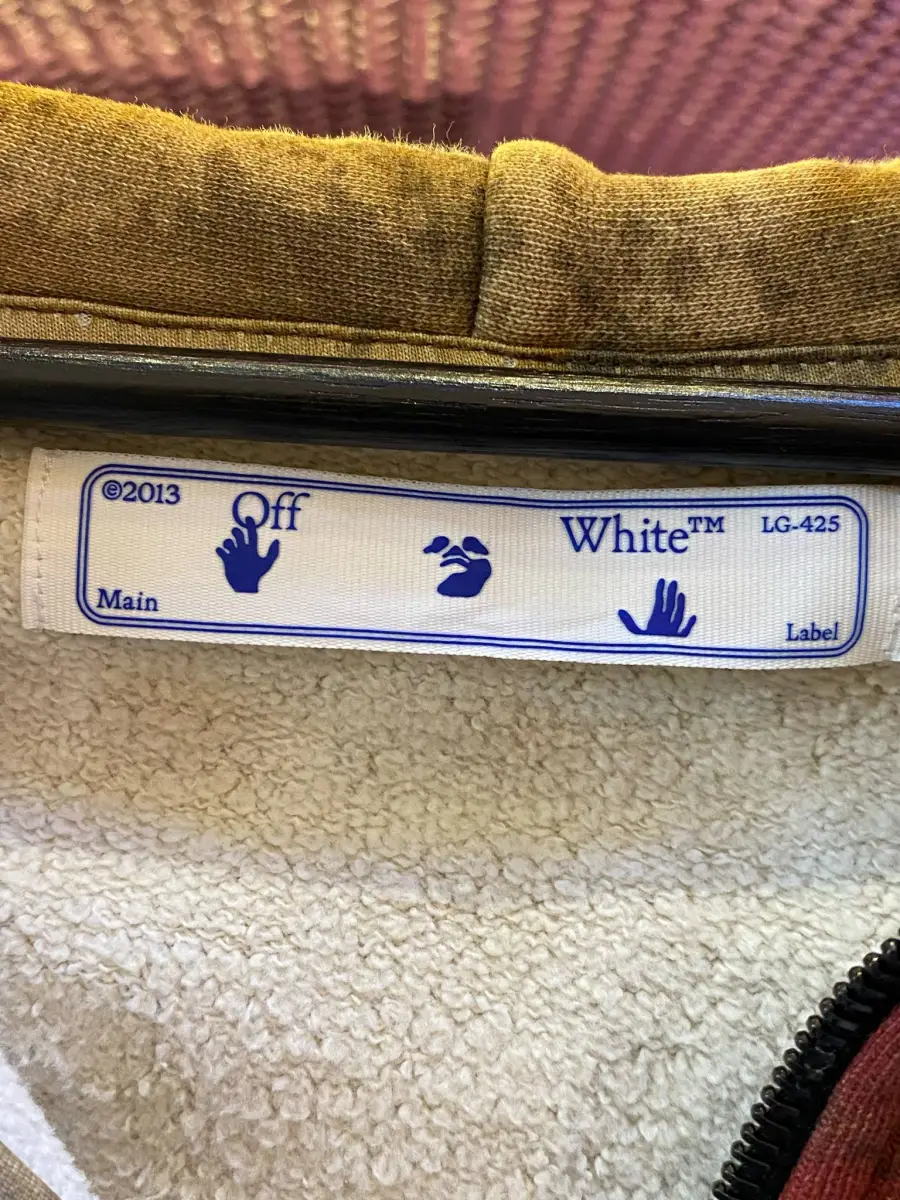 ©2013
Off
White™
LG-425
Main
Label